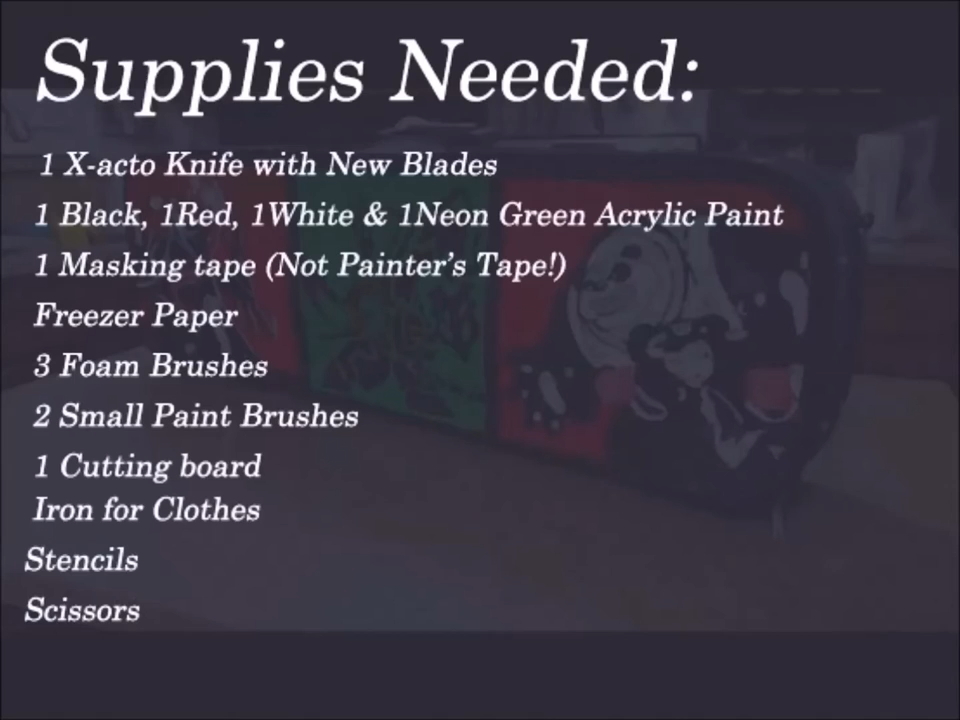 Supplies Needed:
1 X-acto Knife with New Blades
1 Black, 1Red, 1White & 1Neon Green Acrylic Paint
1 Masking tape (Not Painter's Tape!)
Freezer Paper
3 Foam Brushes
2 Small Paint Brushes
1 Cutting board
Iron for Clothes
Stencils
Scissors